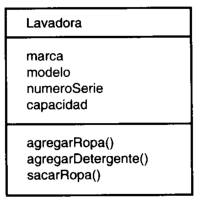 Lavadora
marca
modelo
numeroSerie
capacidad
agregarRopa()
agregarDetergente()
sacarRopa()